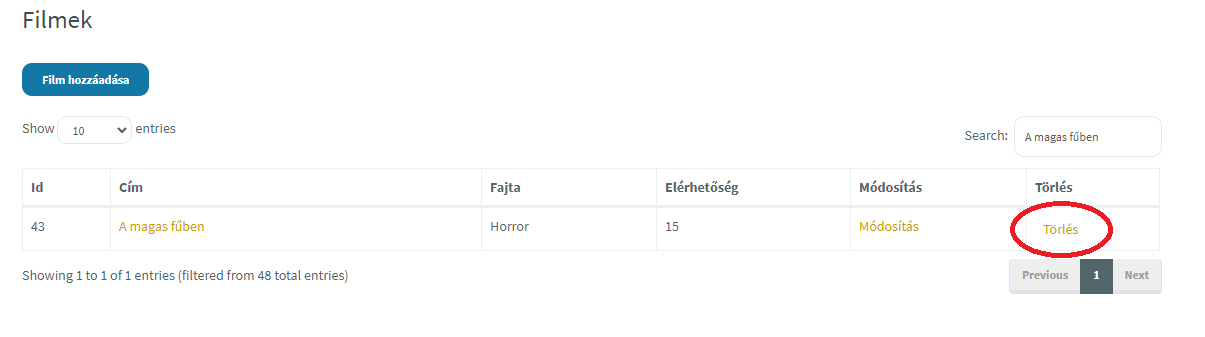 Filmek
Film hozzáadása
Show 10 entries
Search: A magas fűben
Id Cím Fajta Elérhetőség Módosítás Törlés
43 A magas fűben Horror 15 Módosítás Törlés
Showing 1 to 1 of 1 entries (filtered from 48 total entries)
Previous 1 Next